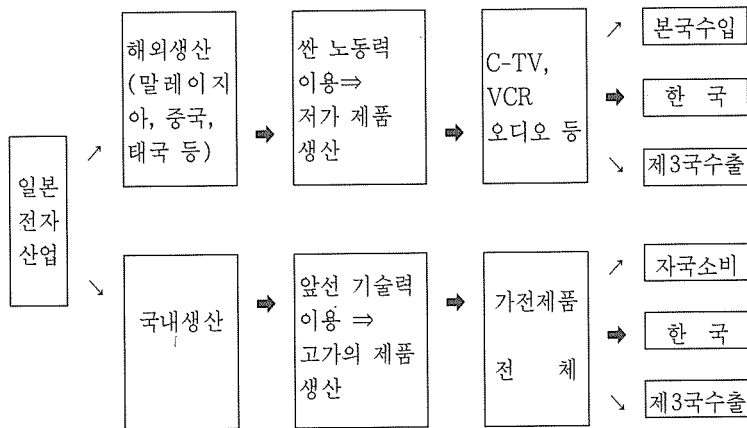 일본
전자
산업
↗
↘
해외생산
(말레이지
아, 중국,
태국 등)
➡
싼 노동력
이용⇒
저가 제품
생산
➡
C-TV,
VCR
오디오 등
↗
➡
↘
본국수입
한 국
제3국수출
국내생산
➡
앞선 기술력
이용 ⇒
고가의 제품
생산
➡
가전제품
전 체
↗
➡
↘
자국소비
한 국
제3국수출